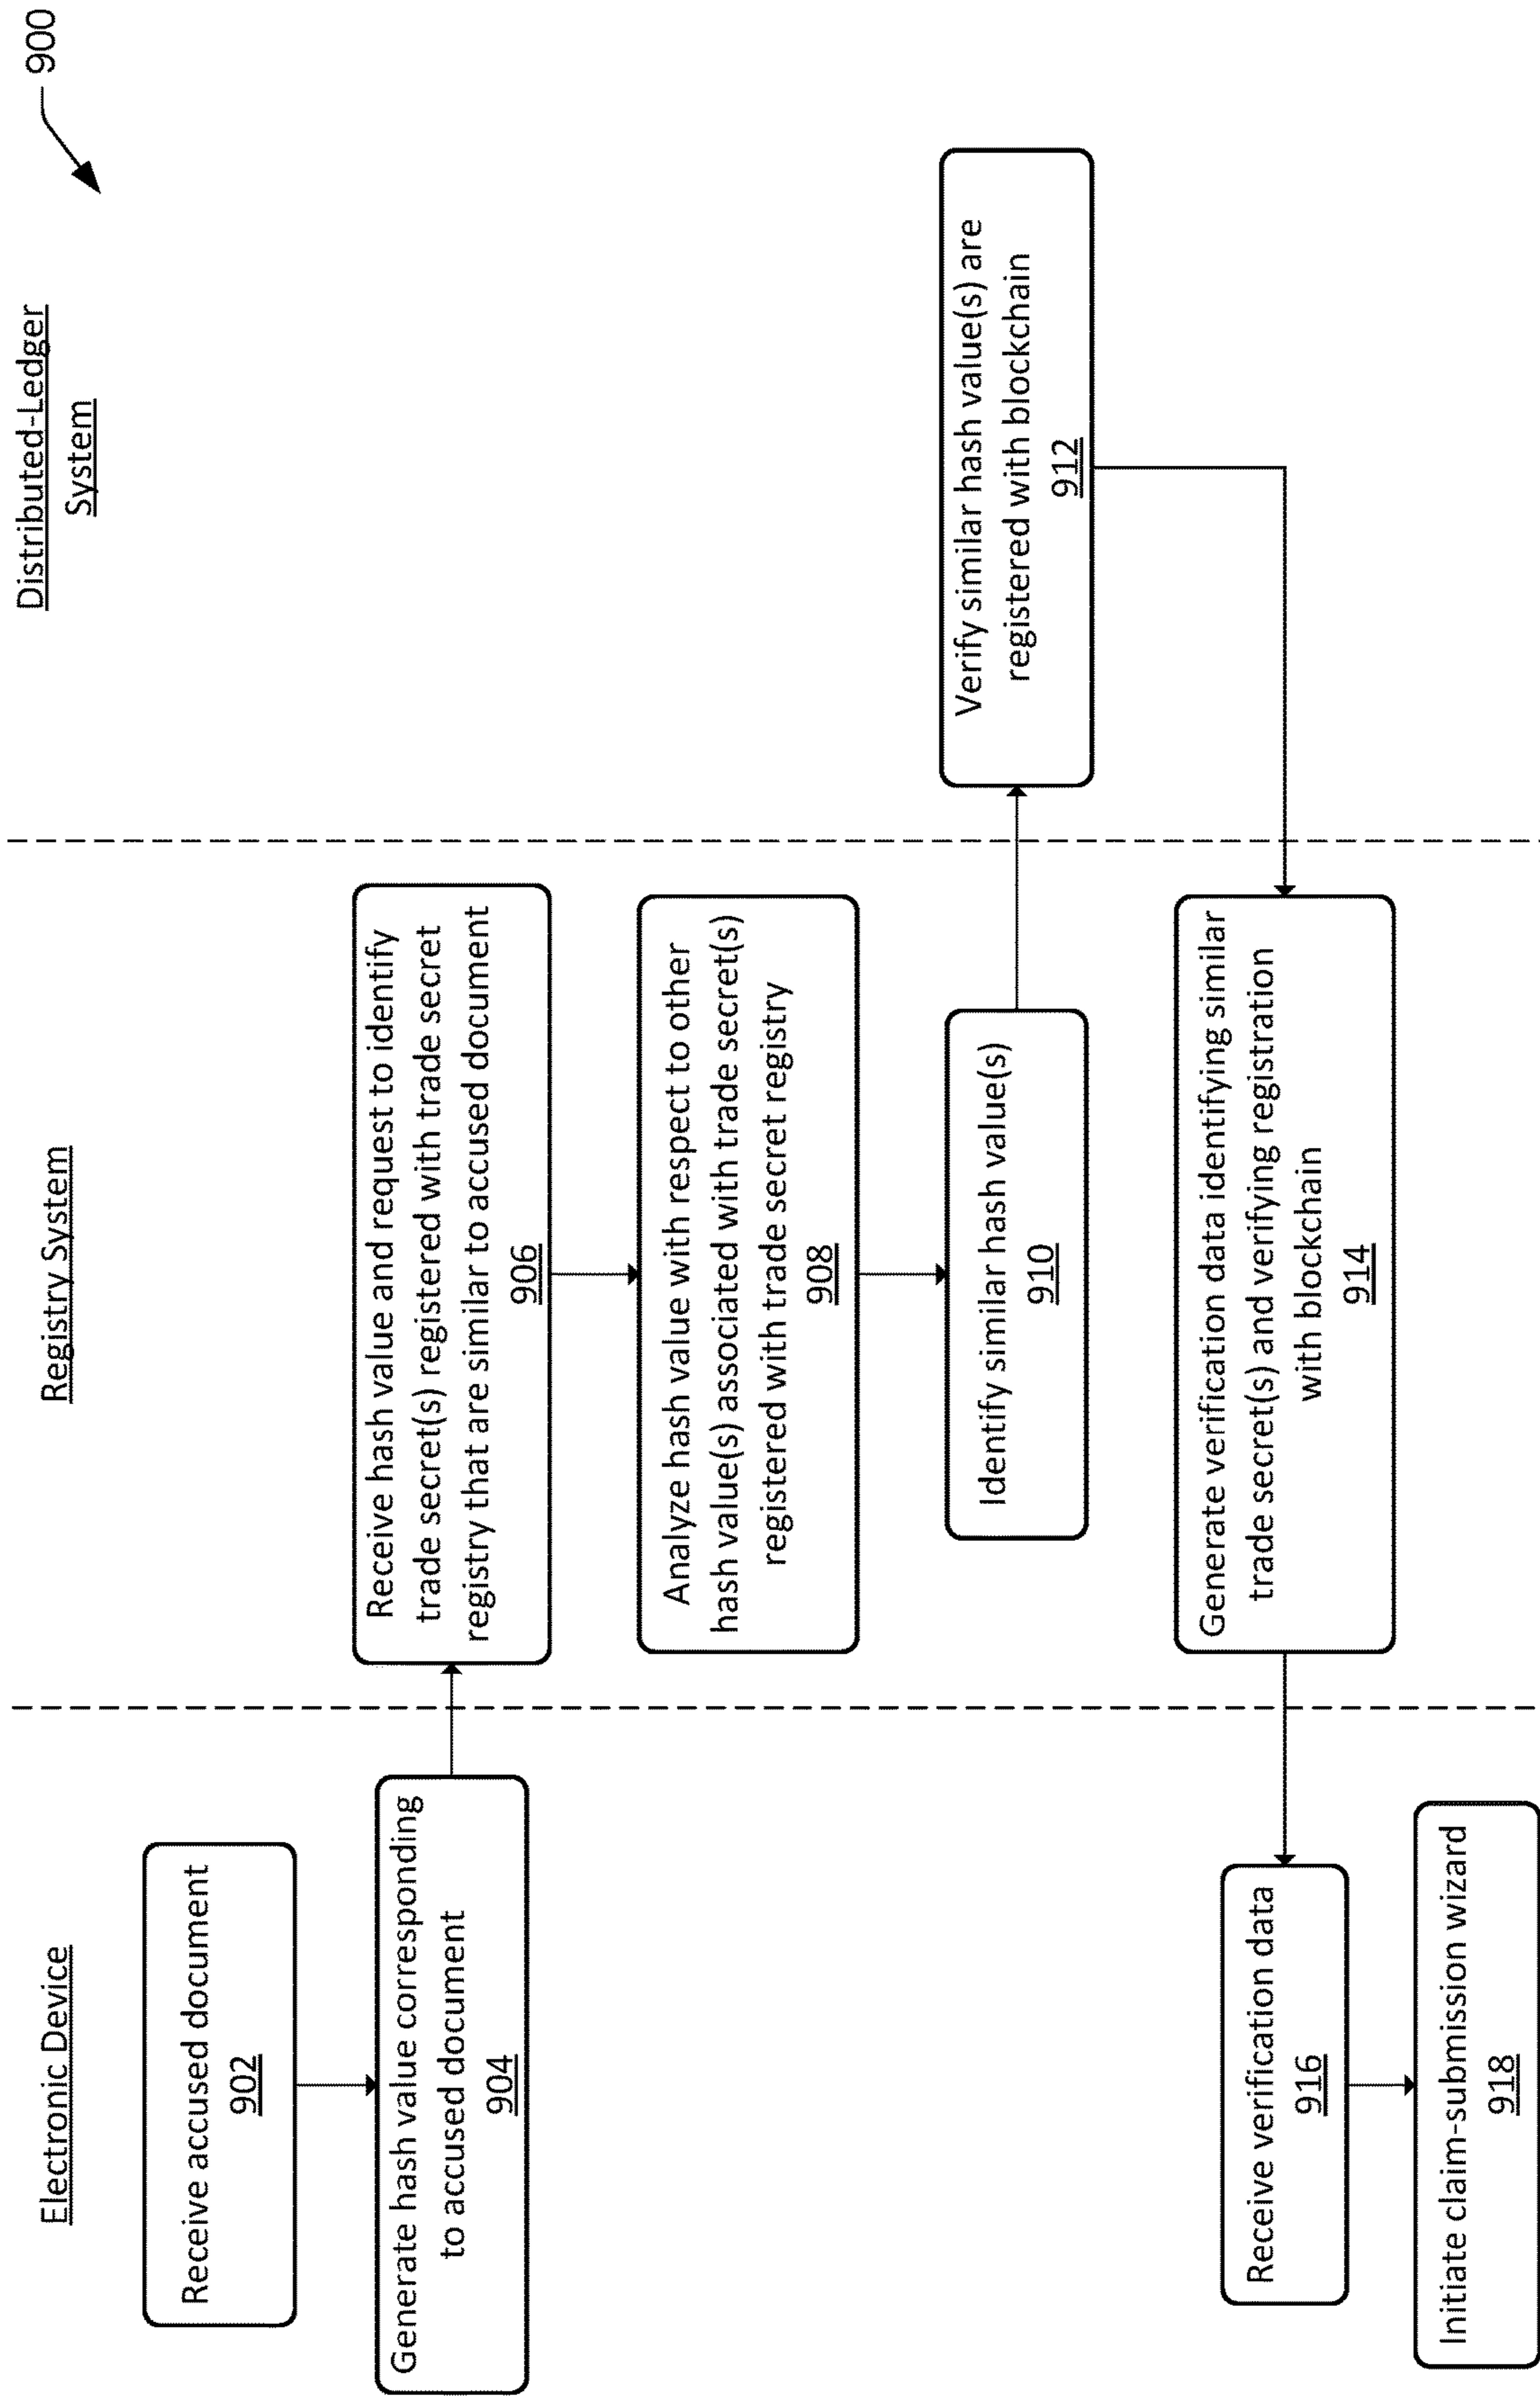 900
Electronic Device
Registry System
Distributed-Ledger
System
Receive accused document
902
Generate hash value corresponding
to accused document
904
Receive hash value and request to identify
trade secret(s) registered with trade secret
registry that are similar to accused document
906
Analyze hash value with respect to other
hash value(s) associated with trade secret(s)
registered with trade secret registry
908
Identify similar hash value(s)
910
Verify similar hash value(s) are
registered with blockchain
912
Generate verification data identifying similar
trade secret(s) and verifying registration
with blockchain
914
Receive verification data
916
Initiate claim-submission wizard
918